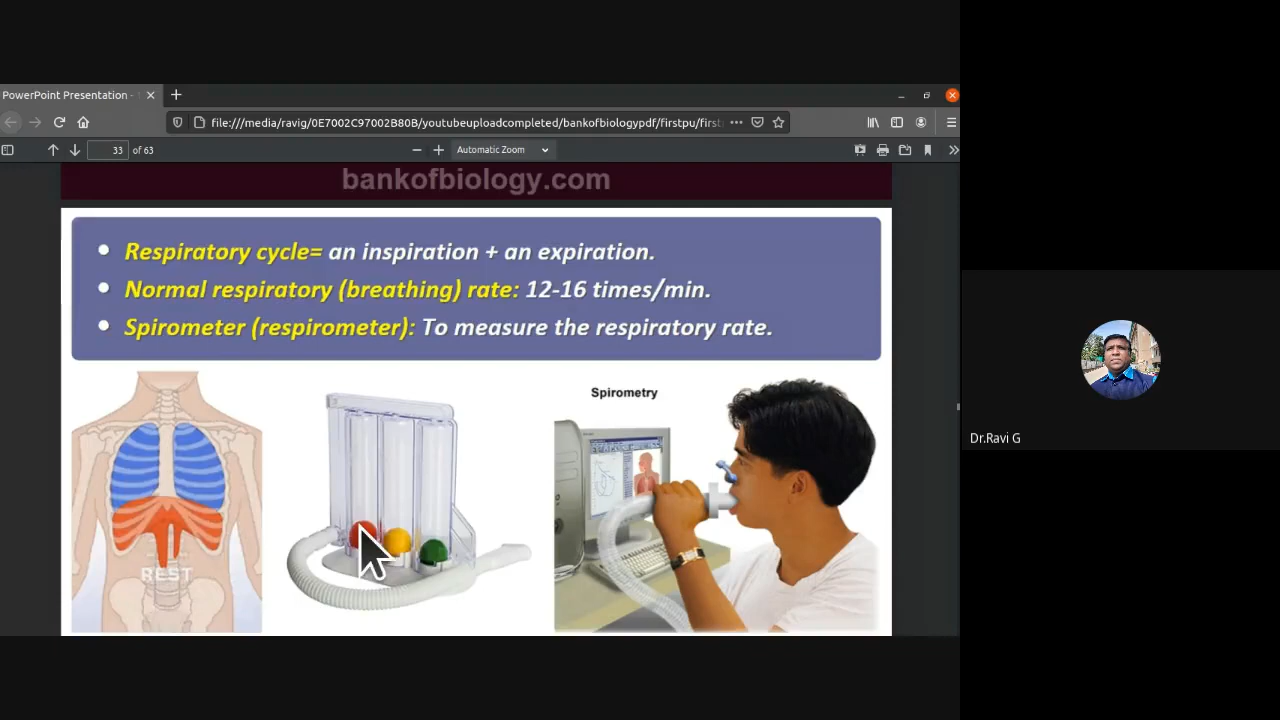 PowerPoint Presentation -
file:///media/ravig/0E7002C97002B80B/youtubeuploadcompleted/bankofbiologypdf/firstpu/first
33 of 63
Automatic Zoom
bankofbiology.com
• Respiratory cycle= an inspiration + an expiration.
• Normal respiratory (breathing) rate: 12-16 times/min.
• Spirometer (respirometer): To measure the respiratory rate.
Spirometry
REST
Dr.Ravi G